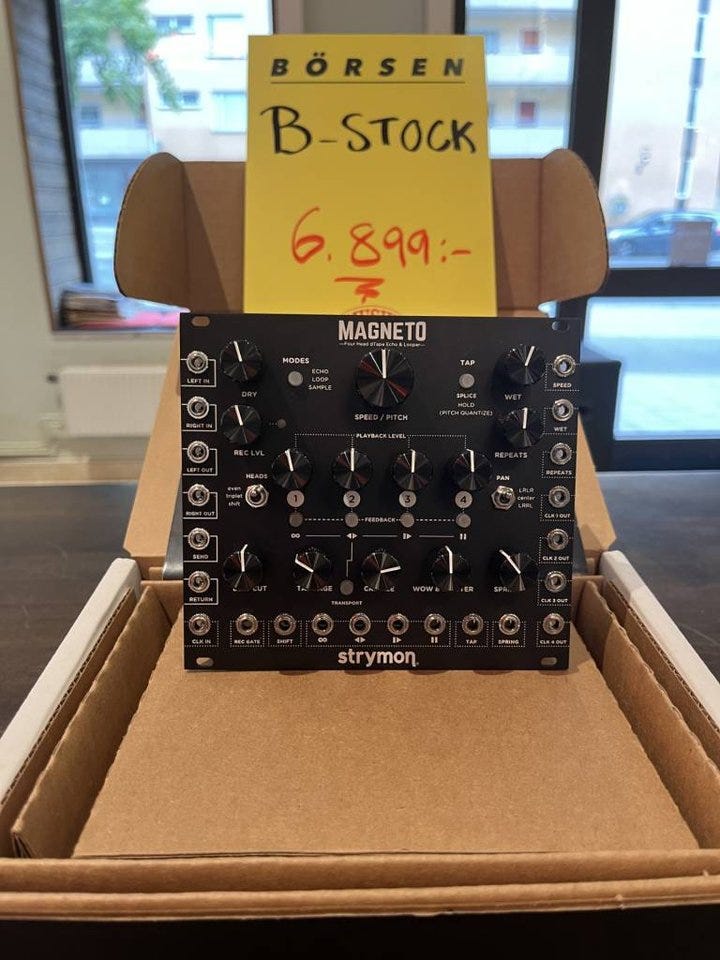 BÖRSEN
B-STOCK
6.899:-
MAGNETO
Four Head dTape Echo & Looper
MODES
ECHO
LOOP
SAMPLE
TAP
SPLICE
HOLD
(PITCH QUANTIZE)
LEFT IN
DRY
SPEED / PITCH
WET
SPEED
RIGHT IN
REC LVL
PLAYBACK LEVEL
REPEATS
WET
LEFT OUT
HEADS
even
triplet
shift
1 2 3 4
PAN
LRLR
center
LRRL
REPEATS
RIGHT OUT
FEEDBACK
CLK 1 OUT
SEND
CLK 2 OUT
RETURN
TRANSPORT
CLK 3 OUT
CLK IN
REC GATE
SHIFT
TAP
SPRING
CLK 4 OUT
strymon